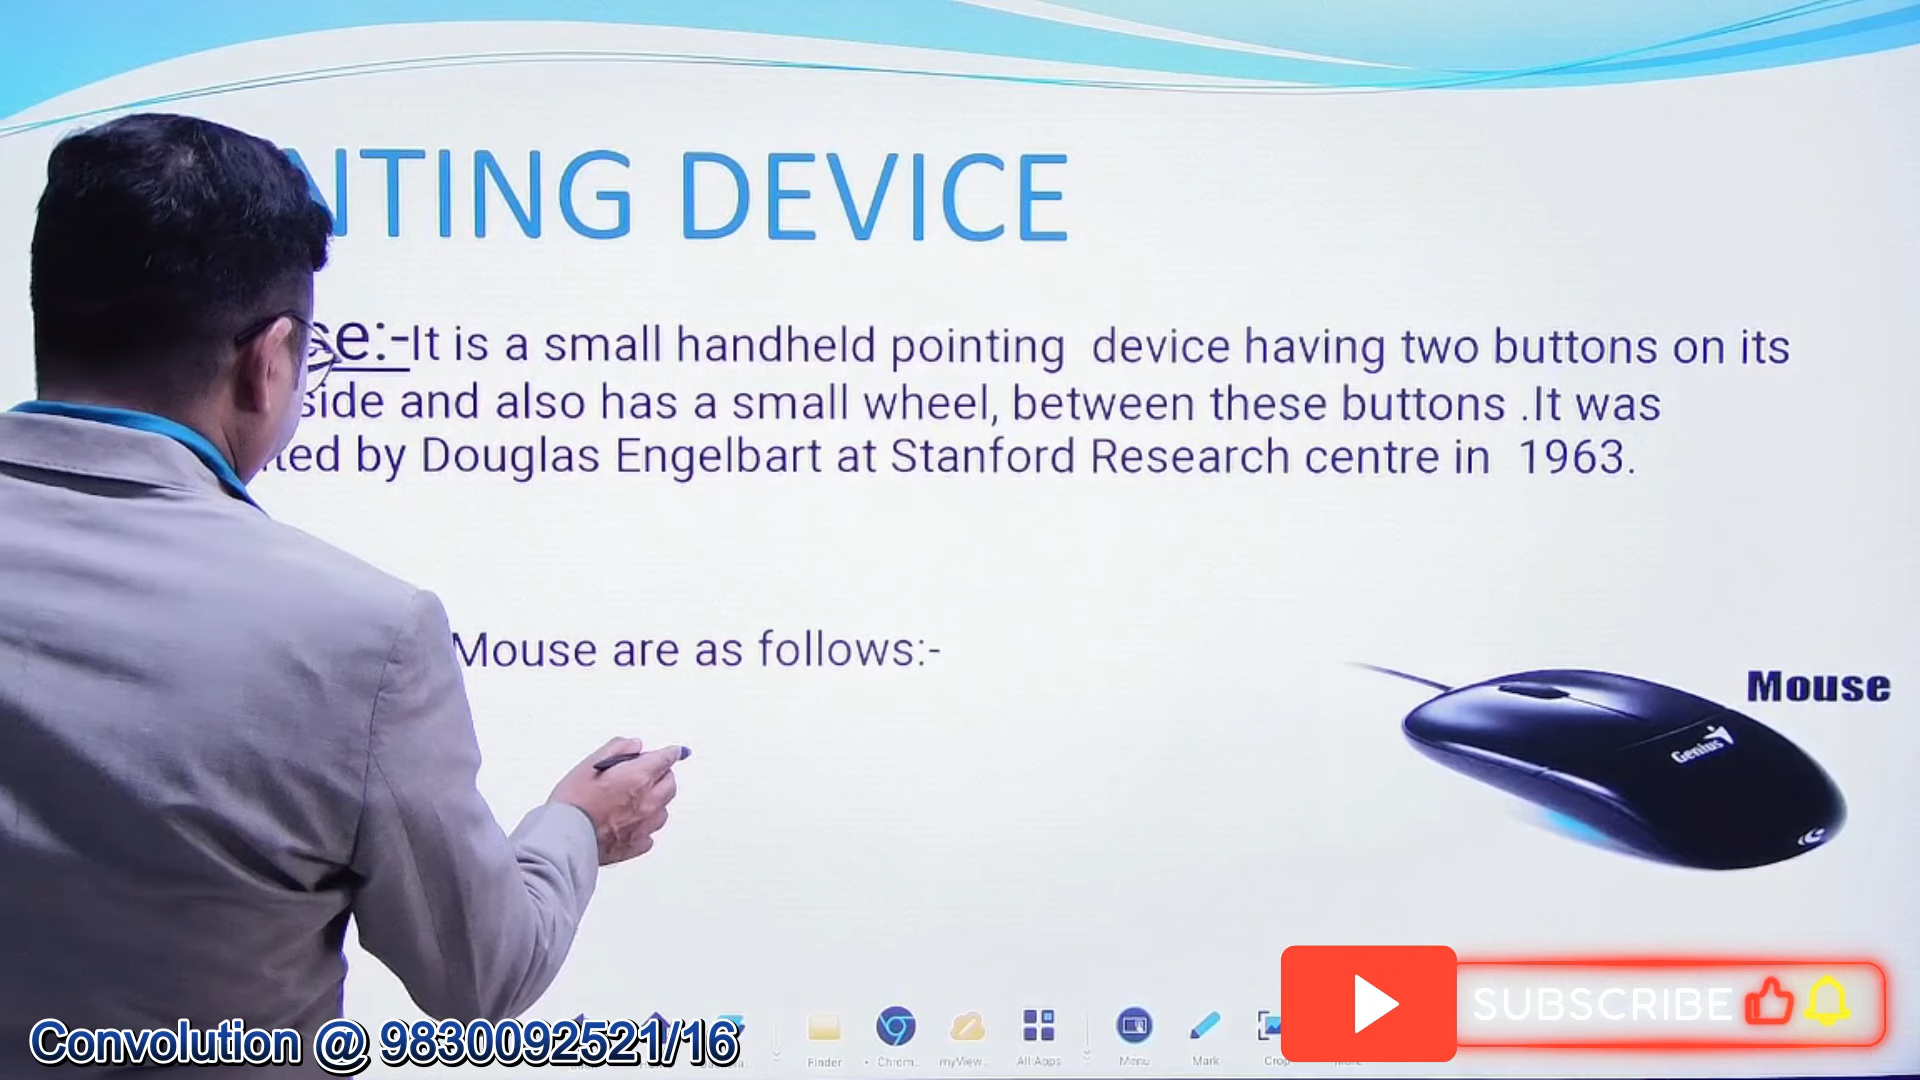 NTING DEVICE
se:-It is a small handheld pointing device having two buttons on its
side and also has a small wheel, between these buttons .It was
ted by Douglas Engelbart at Stanford Research centre in 1963.
Mouse are as follows:-
Mouse
Genius
SUBSCRIBE
Convolution @ 9830092521/16
Finder
Chrom...
myView...
All Apps
Menu
Mark
Crop